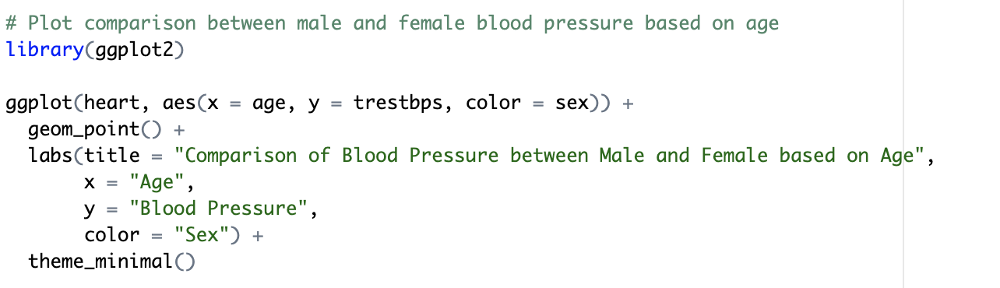 # Plot comparison between male and female blood pressure based on age
library(ggplot2)

ggplot(heart, aes(x = age, y = trestbps, color = sex)) +
  geom_point() +
  labs(title = "Comparison of Blood Pressure between Male and Female based on Age",
       x = "Age",
       y = "Blood Pressure",
       color = "Sex") +
  theme_minimal()